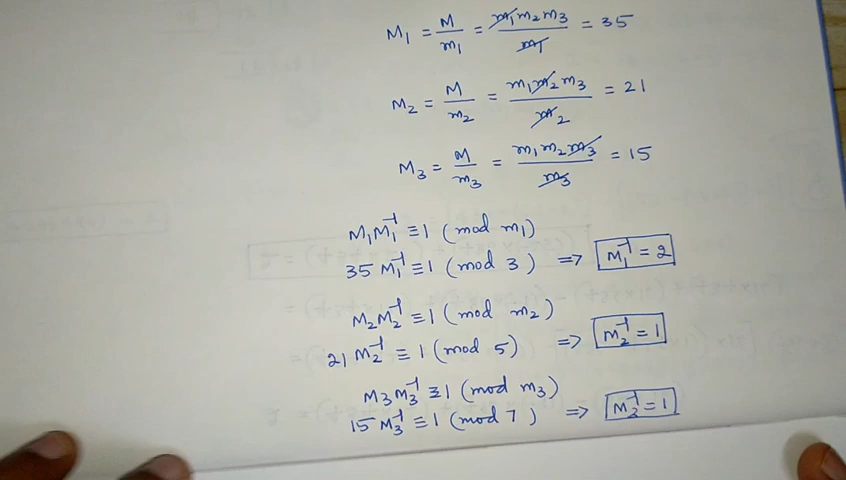 M₁ = M/m₁ = m₁m₂m₃/m₁ = 35
M₂ = M/m₂ = m₁m₂m₃/m₂ = 21
M₃ = M/m₃ = m₁m₂m₃/m₃ = 15
M₁M₁⁻¹ ≡ 1 (mod m₁)
35 M₁⁻¹ ≡ 1 (mod 3) => M₁⁻¹ = 2
M₂M₂⁻¹ ≡ 1 (mod m₂)
21 M₂⁻¹ ≡ 1 (mod 5) => M₂⁻¹ = 1
M₃M₃⁻¹ ≡ 1 (mod m₃)
15 M₃⁻¹ ≡ 1 (mod 7) => M₃⁻¹ = 1